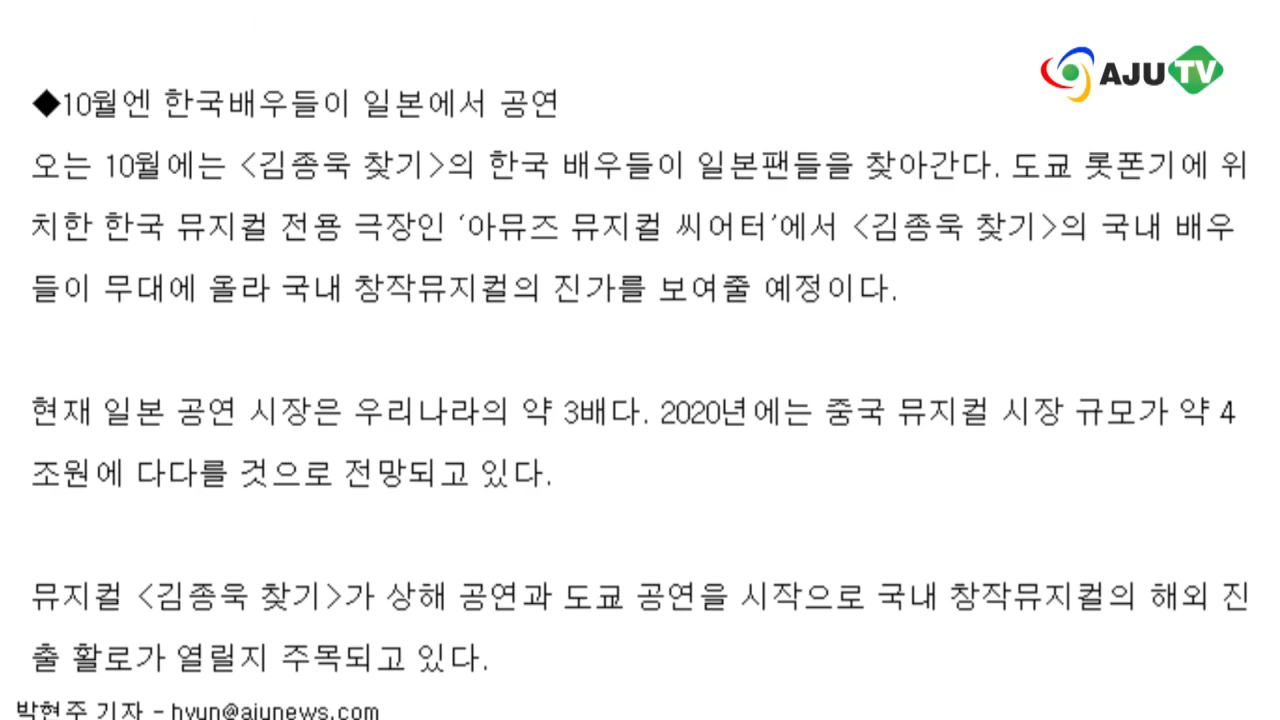 AJU TV
◆10월엔 한국배우들이 일본에서 공연
오는 10월에는 <김종욱 찾기>의 한국 배우들이 일본팬들을 찾아간다. 도쿄 롯폰기에 위
치한 한국 뮤지컬 전용 극장인 ‘아뮤즈 뮤지컬 씨어터’에서 <김종욱 찾기>의 국내 배우
들이 무대에 올라 국내 창작뮤지컬의 진가를 보여줄 예정이다.
현재 일본 공연 시장은 우리나라의 약 3배다. 2020년에는 중국 뮤지컬 시장 규모가 약 4
조원에 다다를 것으로 전망되고 있다.
뮤지컬 <김종욱 찾기>가 상해 공연과 도쿄 공연을 시작으로 국내 창작뮤지컬의 해외 진
출 활로가 열릴지 주목되고 있다.
박현주 기자 - hyun@ajunews.com